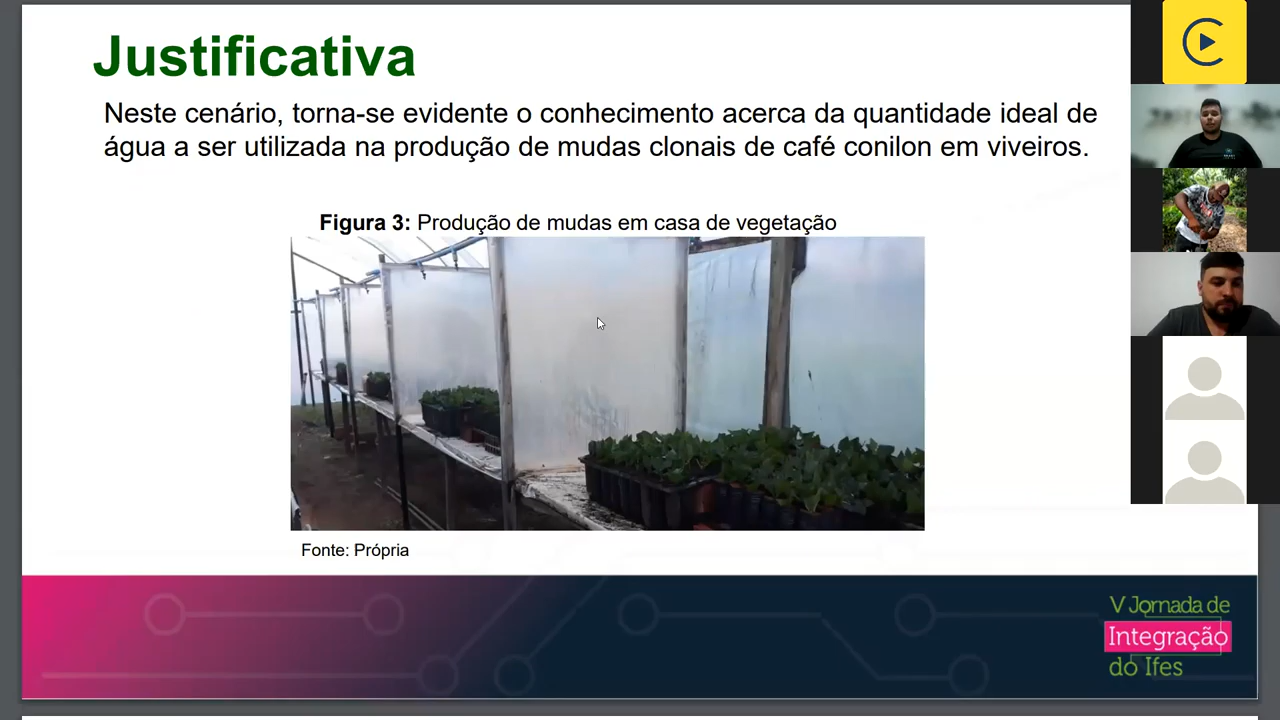 Justificativa
Neste cenário, torna-se evidente o conhecimento acerca da quantidade ideal de
água a ser utilizada na produção de mudas clonais de café conilon em viveiros.
Figura 3: Produção de mudas em casa de vegetação
Fonte: Própria
V Jornada de
Integração
do Ifes